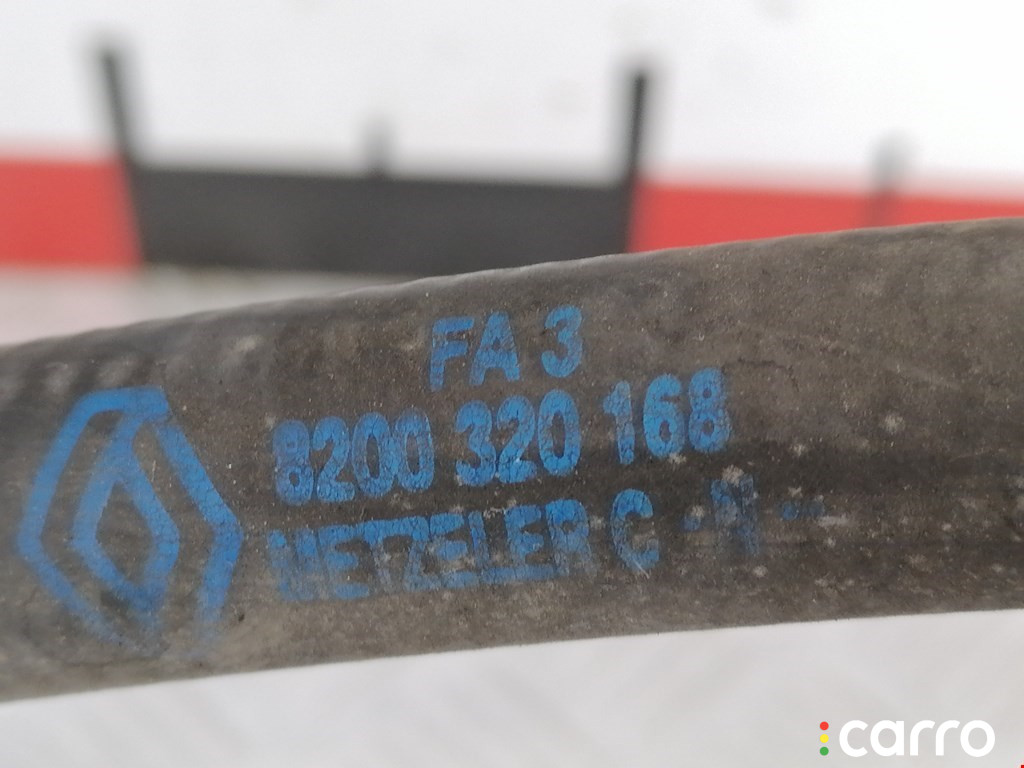 FA 3
8200 320 168
METZELER C -N--
carro